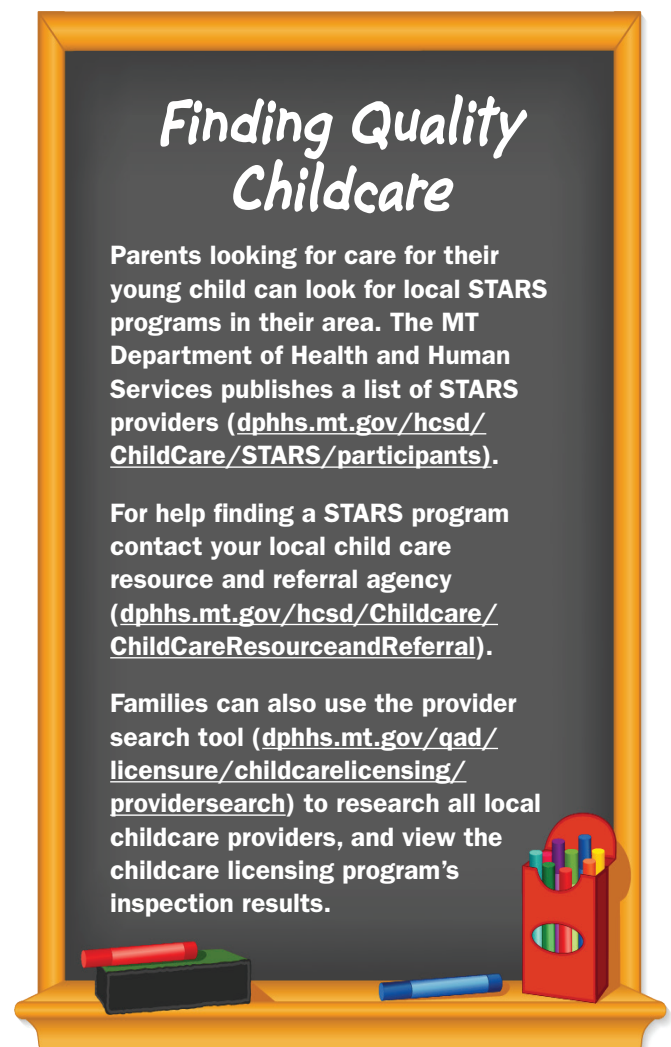 Finding Quality
Childcare
Parents looking for care for their
young child can look for local STARS
programs in their area. The MT
Department of Health and Human
Services publishes a list of STARS
providers (dphhs.mt.gov/hcsd/
ChildCare/STARS/participants).
For help finding a STARS program
contact your local child care
resource and referral agency
(dphhs.mt.gov/hcsd/Childcare/
ChildCareResourceandReferral).
Families can also use the provider
search tool (dphhs.mt.gov/qad/
licensure/childcarelicensing/
providersearch) to research all local
childcare providers, and view the
childcare licensing program’s
inspection results.